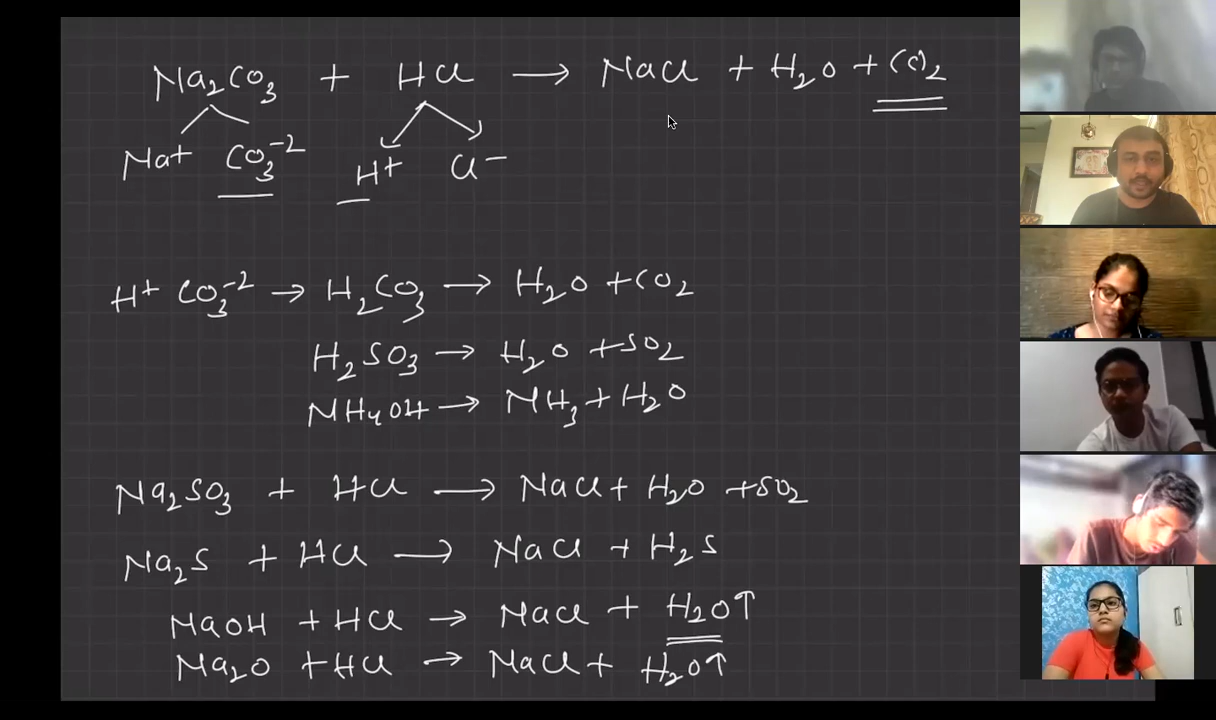 Na₂CO₃ + HCl → NaCl + H₂O + CO₂
Na⁺ CO₃⁻² H⁺ Cl⁻
H⁺ CO₃⁻² → H₂CO₃ → H₂O + CO₂
H₂SO₃ → H₂O + SO₂
NH₄OH → NH₃ + H₂O
Na₂SO₃ + HCl → NaCl + H₂O + SO₂
Na₂S + HCl → NaCl + H₂S
NaOH + HCl → NaCl + H₂O↑
Na₂O + HCl → NaCl + H₂O↑